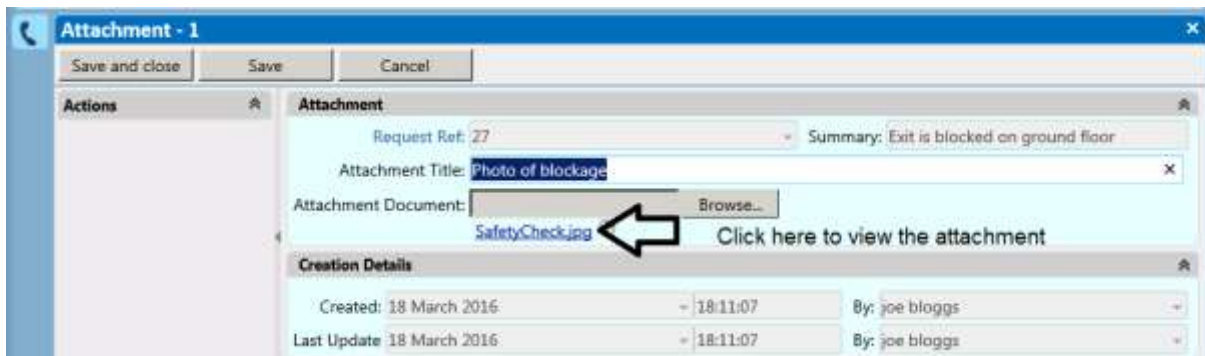 Attachment - 1
Save and close Save Cancel
Actions
Attachment
Request Ref: 27 Summary: Exit is blocked on ground floor
Attachment Title: Photo of blockage
Attachment Document: Browse...
SafetyCheck.jpg Click here to view the attachment
Creation Details
Created: 18 March 2016 18:11:07 By: joe bloggs
Last Update 18 March 2016 18:11:07 By: joe bloggs